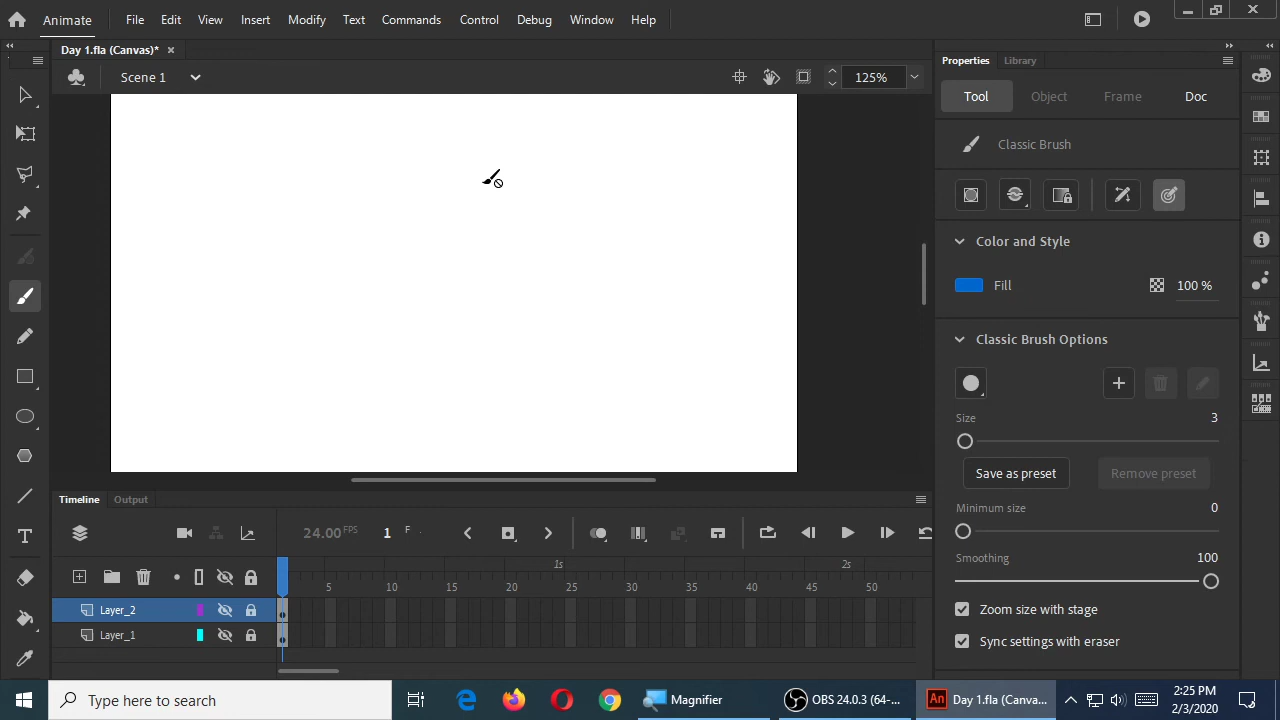 Animate File Edit View Insert Modify Text Commands Control Debug Window Help
Day 1.fla (Canvas)*
Properties Library
Scene 1 125%
Tool Object Frame Doc
Classic Brush
Color and Style
Fill 100 %
Classic Brush Options
Size 3
Save as preset Remove preset
Timeline Output
Minimum size 0
24.00 FPS 1 F
Smoothing 100
1s 2s
5 10 15 20 25 30 35 40 45 50
Layer_2
Zoom size with stage
Layer_1
Sync settings with eraser
Type here to search
Magnifier
OBS 24.0.3 (64-...
An Day 1.fla (Canva...
2:25 PM
2/3/2020